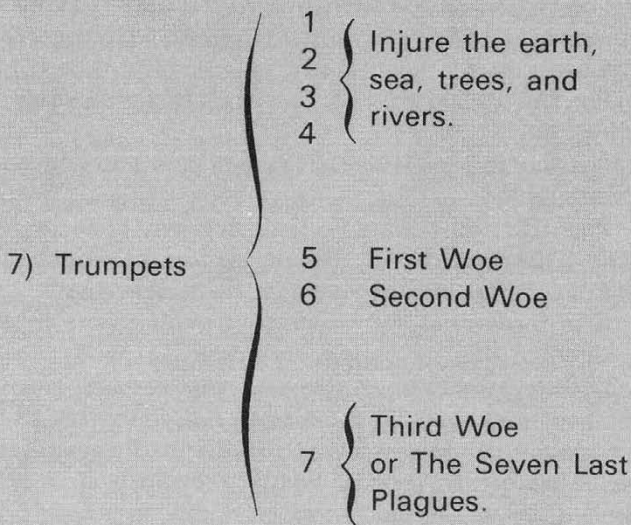 1
2
3
4
Injure the earth,
sea, trees, and
rivers.
7) Trumpets
5 First Woe
6 Second Woe
7
Third Woe
or The Seven Last
Plagues.